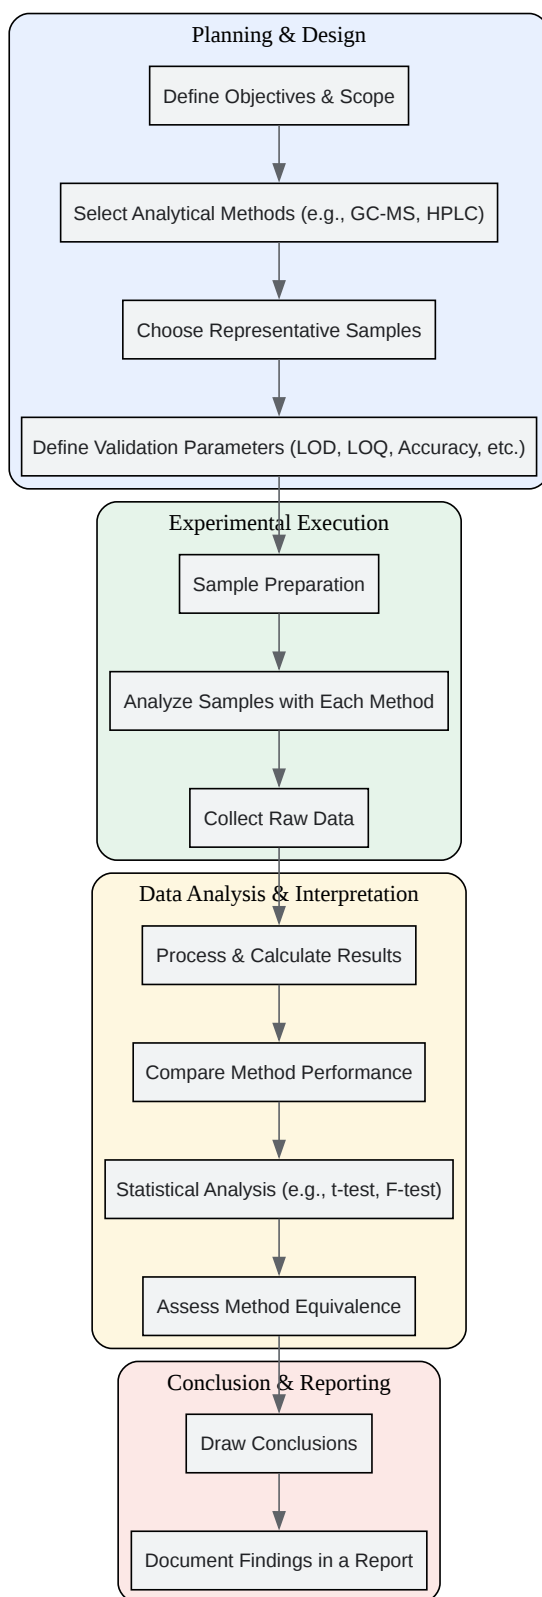 Planning & Design
Define Objectives & Scope
Select Analytical Methods (e.g., GC-MS, HPLC)
Choose Representative Samples
Define Validation Parameters (LOD, LOQ, Accuracy, etc.)
Experimental Execution
Sample Preparation
Analyze Samples with Each Method
Collect Raw Data
Data Analysis & Interpretation
Process & Calculate Results
Compare Method Performance
Statistical Analysis (e.g., t-test, F-test)
Assess Method Equivalence
Conclusion & Reporting
Draw Conclusions
Document Findings in a Report